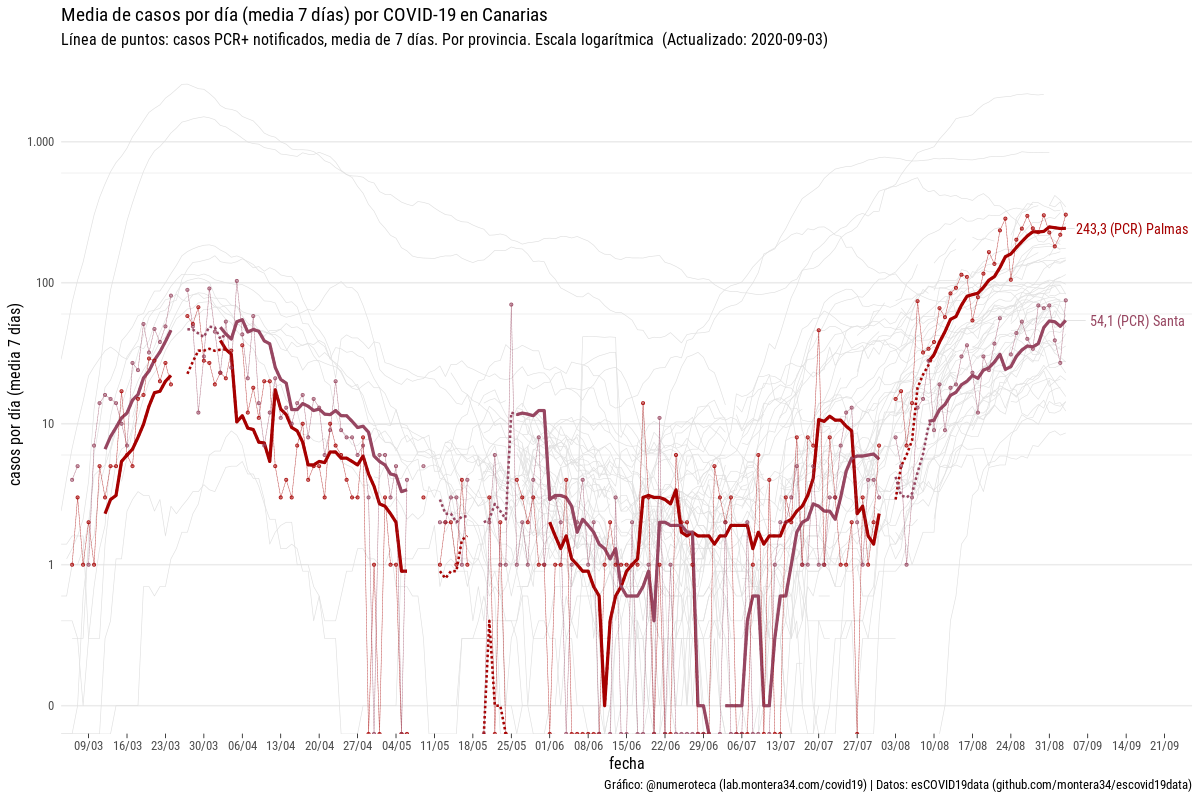 Media de casos por día (media 7 días) por COVID-19 en Canarias
Línea de puntos: casos PCR+ notificados, media de 7 días. Por provincia. Escala logarítmica  (Actualizado: 2020-09-03)
casos por día (media 7 días)
1.000
100
10
1
0
243,3 (PCR) Palmas
54,1 (PCR) Santa
09/03 16/03 23/03 30/03 06/04 13/04 20/04 27/04 04/05 11/05 18/05 25/05 01/06 08/06 15/06 22/06 29/06 06/07 13/07 20/07 27/07 03/08 10/08 17/08 24/08 31/08 07/09 14/09 21/09
fecha
Gráfico: @numeroteca (lab.montera34.com/covid19) | Datos: esCOVID19data (github.com/montera34/escovid19data)